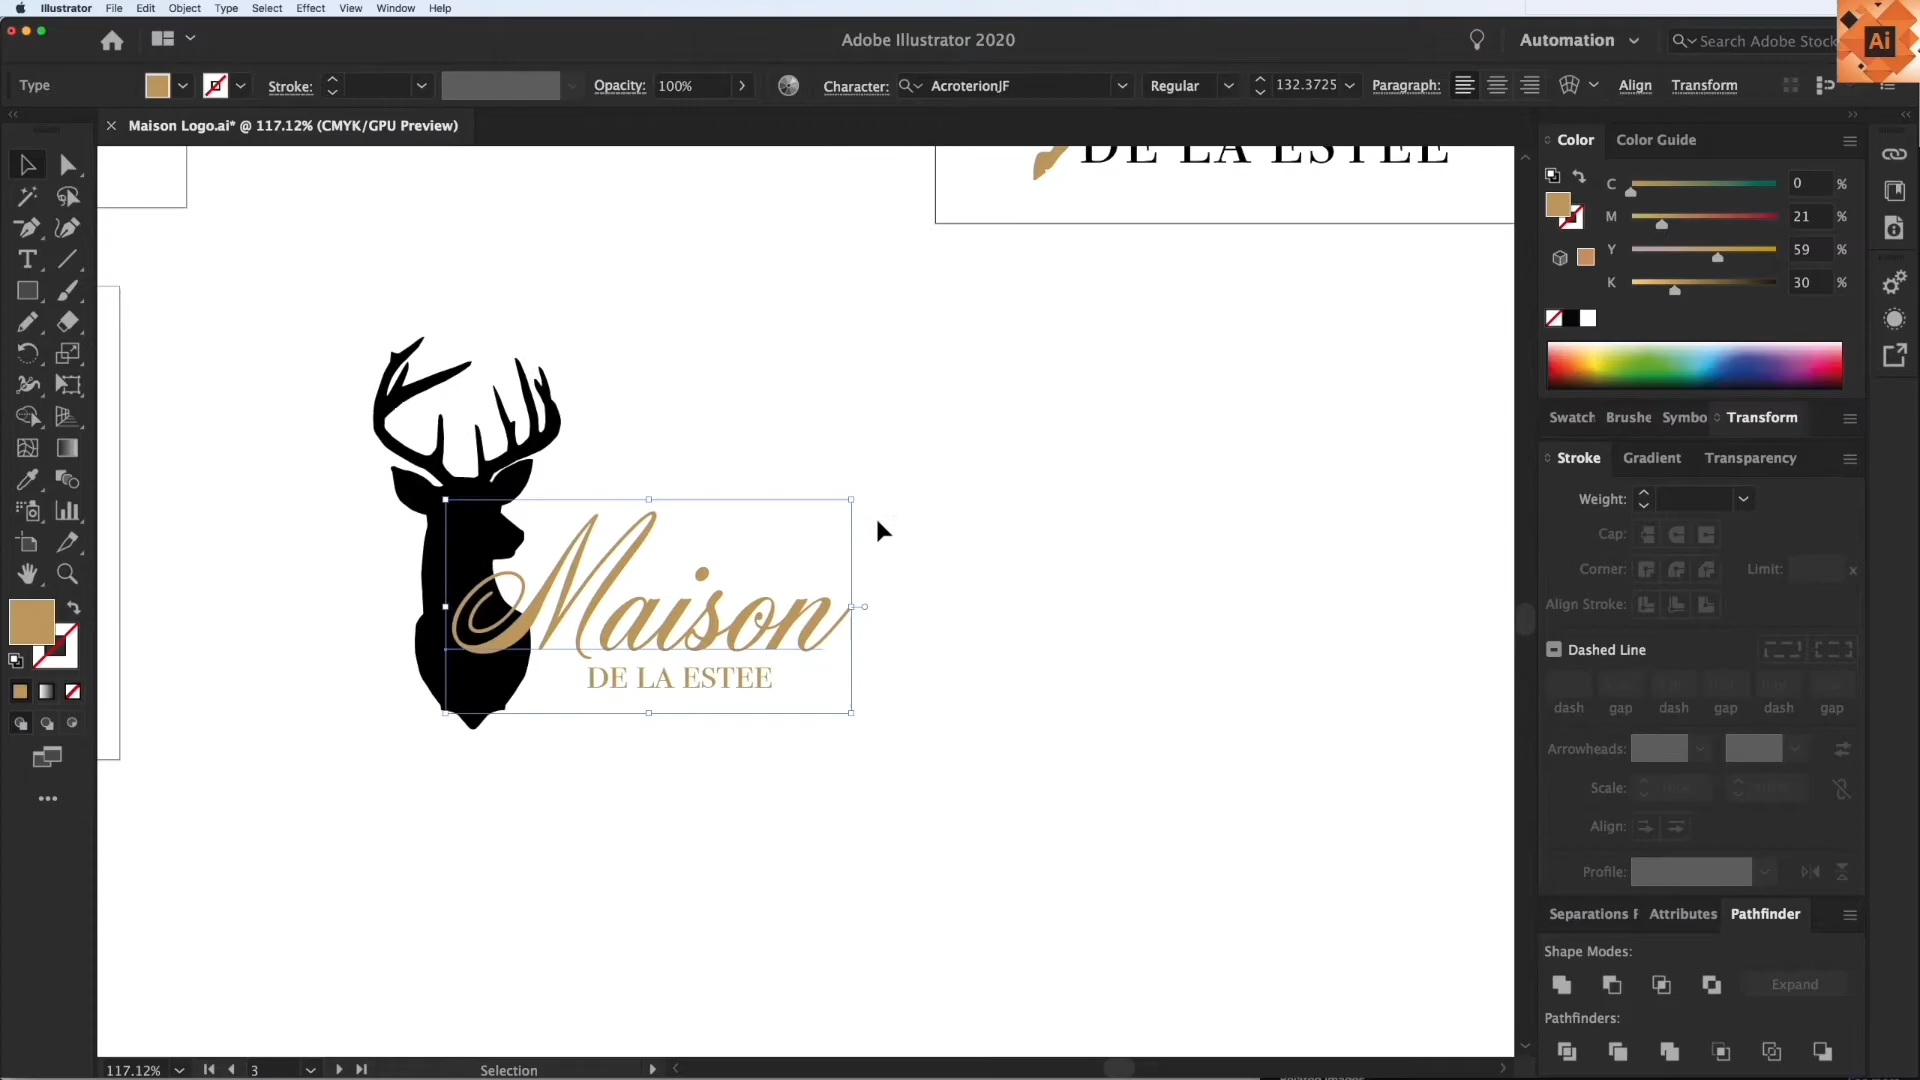 Illustrator File Edit Object Type Select Effect View Window Help
Adobe Illustrator 2020
Automation
Search Adobe Stock
Ai
Type
Stroke:
Opacity: 100%
Character: AcroterionJF
Regular
132.3725
Paragraph:
Align
Transform
Maison Logo.ai* @ 117.12% (CMYK/GPU Preview)
DE LA ESTEE
Maison
DE LA ESTEE
Color
Color Guide
C 0 %
M 21 %
Y 59 %
K 30 %
Swatch Brushe Symbo Transform
Stroke Gradient Transparency
Weight:
Cap:
Corner: Limit: x
Align Stroke:
Dashed Line
dash gap dash gap dash gap
Arrowheads:
Scale:
Align:
Profile:
Separations F Attributes Pathfinder
Shape Modes:
Expand
Pathfinders:
117.12%
3
Selection